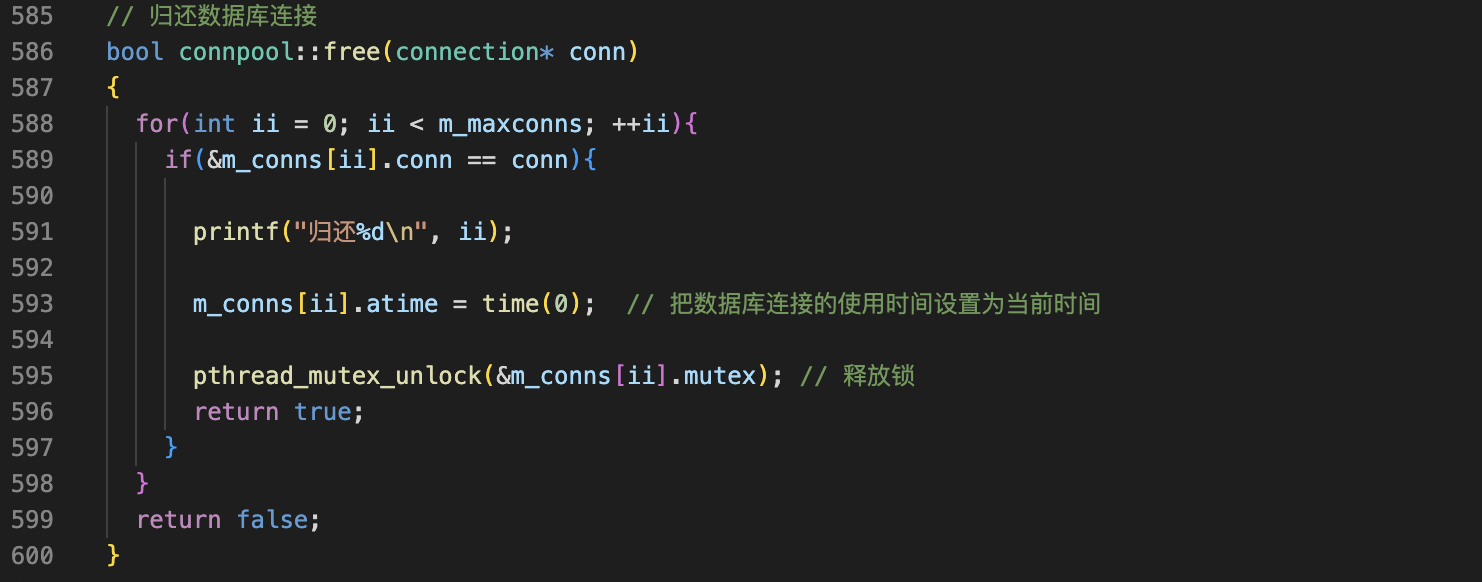 585 // 归还数据库连接
586 bool connpool::free(connection* conn)
587 {
588 for(int ii = 0; ii < m_maxconns; ++ii){
589 if(&m_conns[ii].conn == conn){
590
591 printf("归还%d\n", ii);
592
593 m_conns[ii].atime = time(0); // 把数据库连接的使用时间设置为当前时间
594
595 pthread_mutex_unlock(&m_conns[ii].mutex); // 释放锁
596 return true;
597 }
598 }
599 return false;
600 }